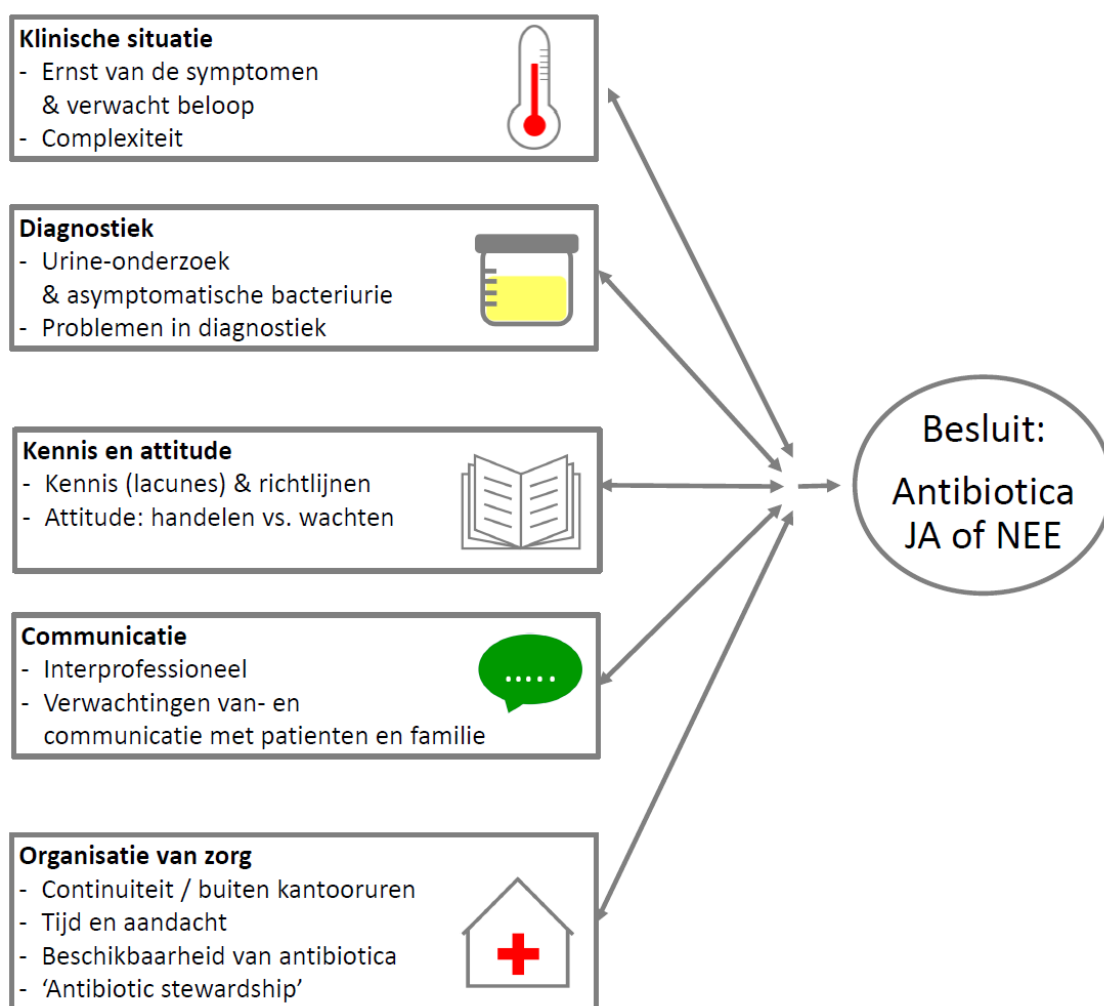 Klinische situatie
- Ernst van de symptomen
& verwacht beloop
- Complexiteit
Diagnostiek
- Urine-onderzoek
& asymptomatische bacteriurie
- Problemen in diagnostiek
Kennis en attitude
- Kennis (lacunes) & richtlijnen
- Attitude: handelen vs. wachten
Communicatie
- Interprofessioneel
- Verwachtingen van- en
communicatie met patienten en familie
Organisatie van zorg
- Continuiteit / buiten kantooruren
- Tijd en aandacht
- Beschikbaarheid van antibiotica
- ‘Antibiotic stewardship’
Besluit:
Antibiotica
JA of NEE